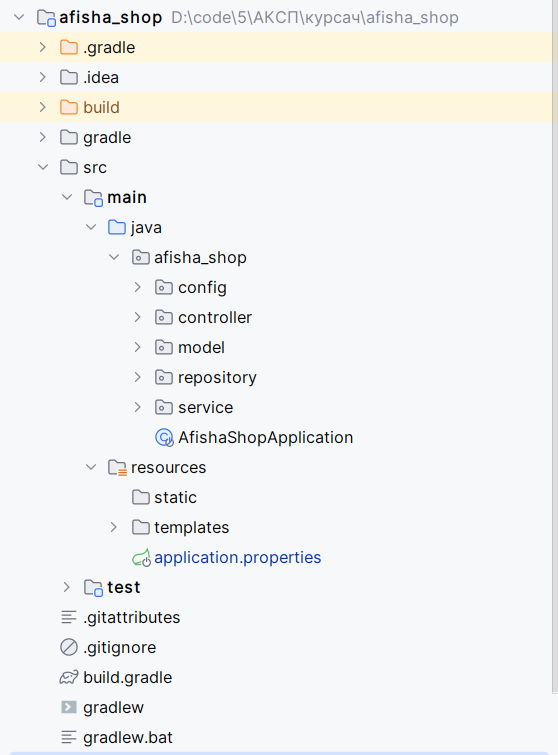 afisha_shop D:\code\5\АКСП\курсач\afisha_shop
.gradle
.idea
build
gradle
src
main
java
afisha_shop
config
controller
model
repository
service
AfishaShopApplication
resources
static
templates
application.properties
test
.gitattributes
.gitignore
build.gradle
gradlew
gradlew.bat